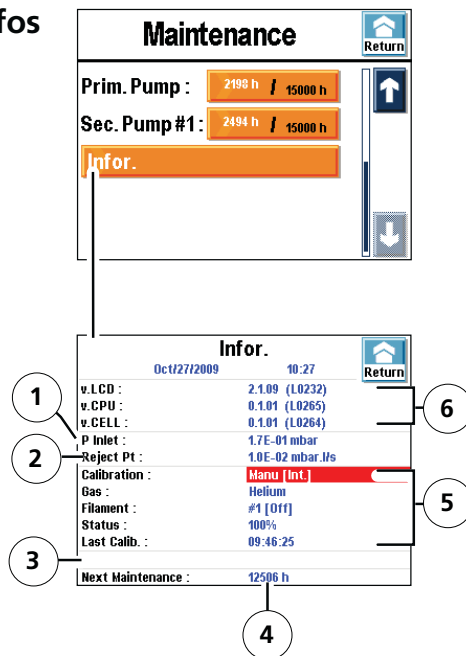 fos
Maintenance
Return
Prim. Pump : 2198 h / 15000 h
Sec. Pump #1: 2494 h / 15000 h
Infor.
Infor.
Oct/27/2009 10:27
Return
v.LCD : 2.1.09 (L0232)
v.CPU : 0.1.01 (L0265)
v.CELL : 0.1.01 (L0264)
6
1
P Inlet : 1.7E-01 mbar
2
Reject Pt : 1.0E-02 mbar.l/s
Calibration : Manu [Int.]
Gas : Helium
Filament : #1 [Off]
5
Status : 100%
Last Calib. : 09:46:25
3
Next Maintenance : 12506 h
4